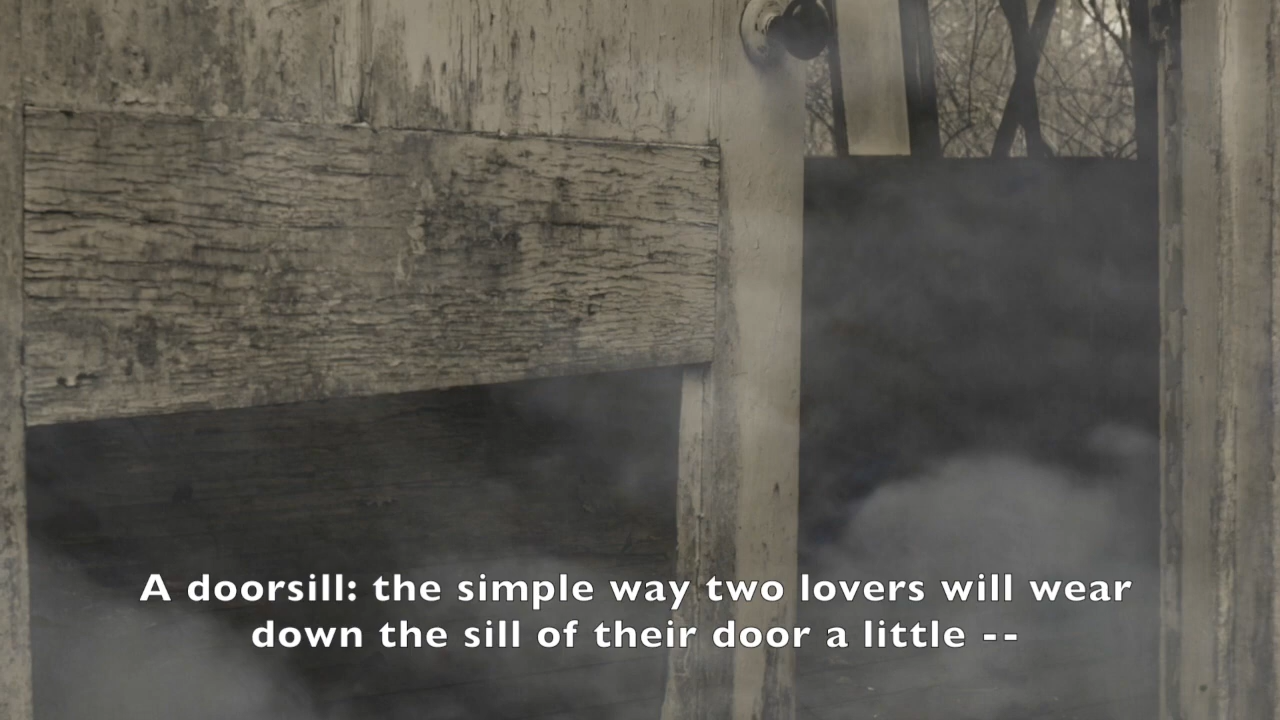 A doorsill: the simple way two lovers will wear
down the sill of their door a little --